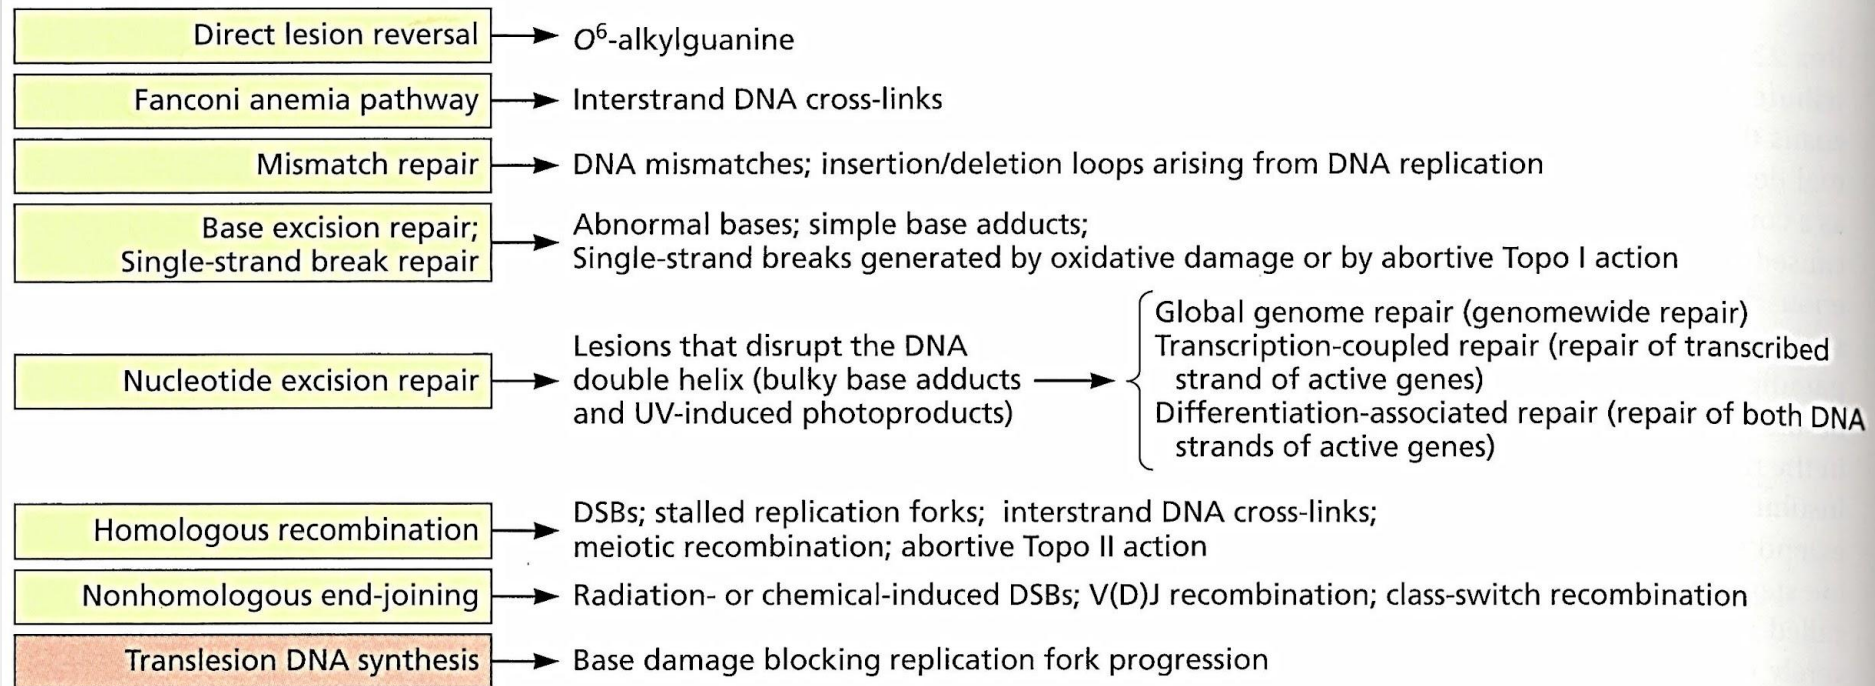 Direct lesion reversal
O⁶-alkylguanine
Fanconi anemia pathway
Interstrand DNA cross-links
Mismatch repair
DNA mismatches; insertion/deletion loops arising from DNA replication
Base excision repair;
Single-strand break repair
Abnormal bases; simple base adducts;
Single-strand breaks generated by oxidative damage or by abortive Topo I action
Nucleotide excision repair
Lesions that disrupt the DNA
double helix (bulky base adducts
and UV-induced photoproducts)
Global genome repair (genomewide repair)
Transcription-coupled repair (repair of transcribed
strand of active genes)
Differentiation-associated repair (repair of both DNA
strands of active genes)
Homologous recombination
DSBs; stalled replication forks; interstrand DNA cross-links;
meiotic recombination; abortive Topo II action
Nonhomologous end-joining
Radiation- or chemical-induced DSBs; V(D)J recombination; class-switch recombination
Translesion DNA synthesis
Base damage blocking replication fork progression